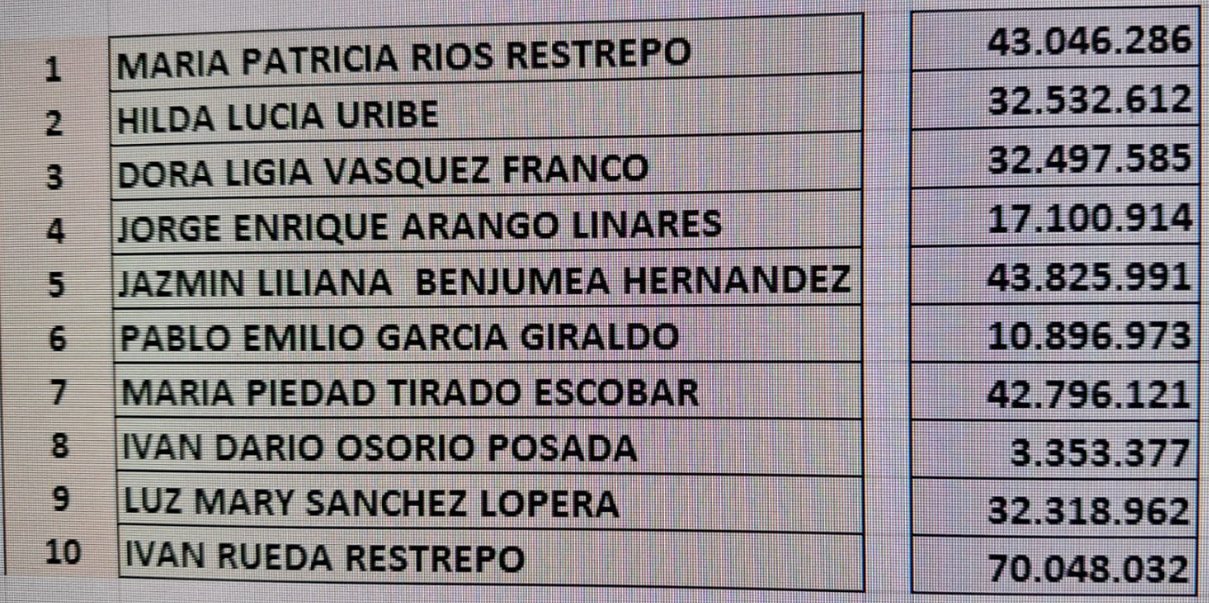 1 MARIA PATRICIA RIOS RESTREPO 43.046.286
2 HILDA LUCIA URIBE 32.532.612
3 DORA LIGIA VASQUEZ FRANCO 32.497.585
4 JORGE ENRIQUE ARANGO LINARES 17.100.914
5 JAZMIN LILIANA  BENJUMEA HERNANDEZ 43.825.991
6 PABLO EMILIO GARCIA GIRALDO 10.896.973
7 MARIA PIEDAD TIRADO ESCOBAR 42.796.121
8 IVAN DARIO OSORIO POSADA 3.353.377
9 LUZ MARY SANCHEZ LOPERA 32.318.962
10 IVAN RUEDA RESTREPO 70.048.032